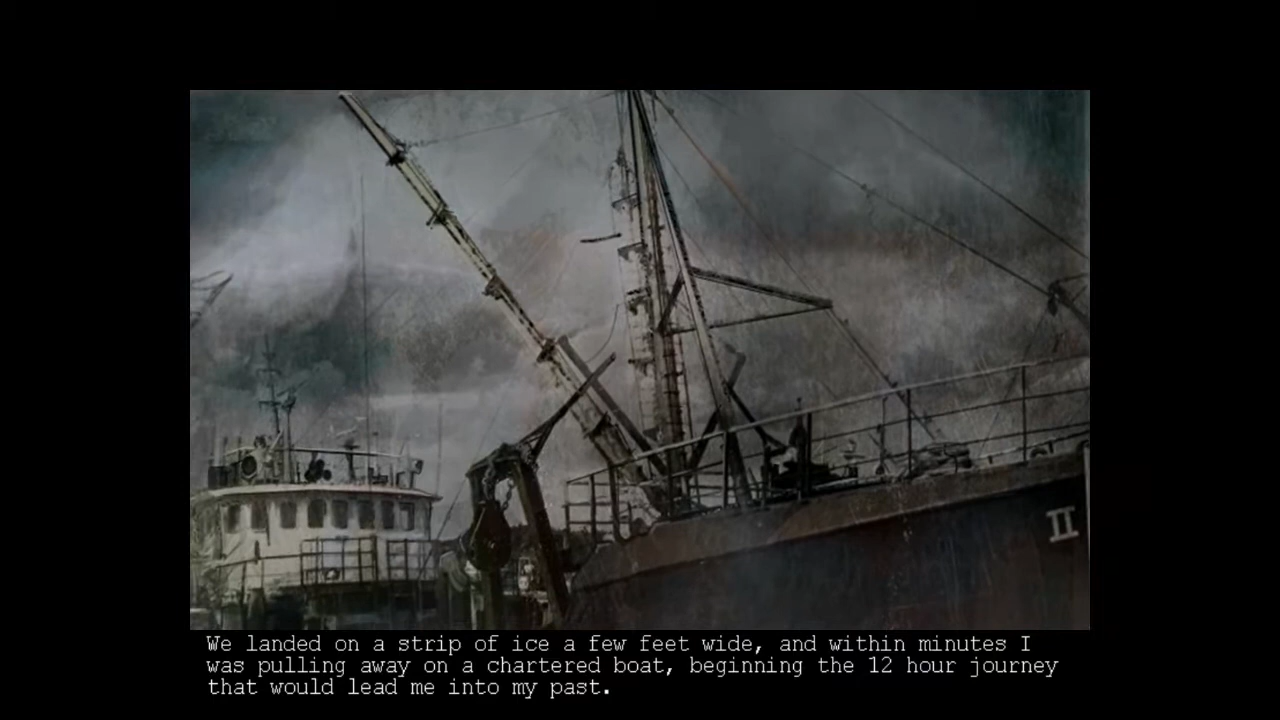 II
We landed on a strip of ice a few feet wide, and within minutes I
was pulling away on a chartered boat, beginning the 12 hour journey
that would lead me into my past.